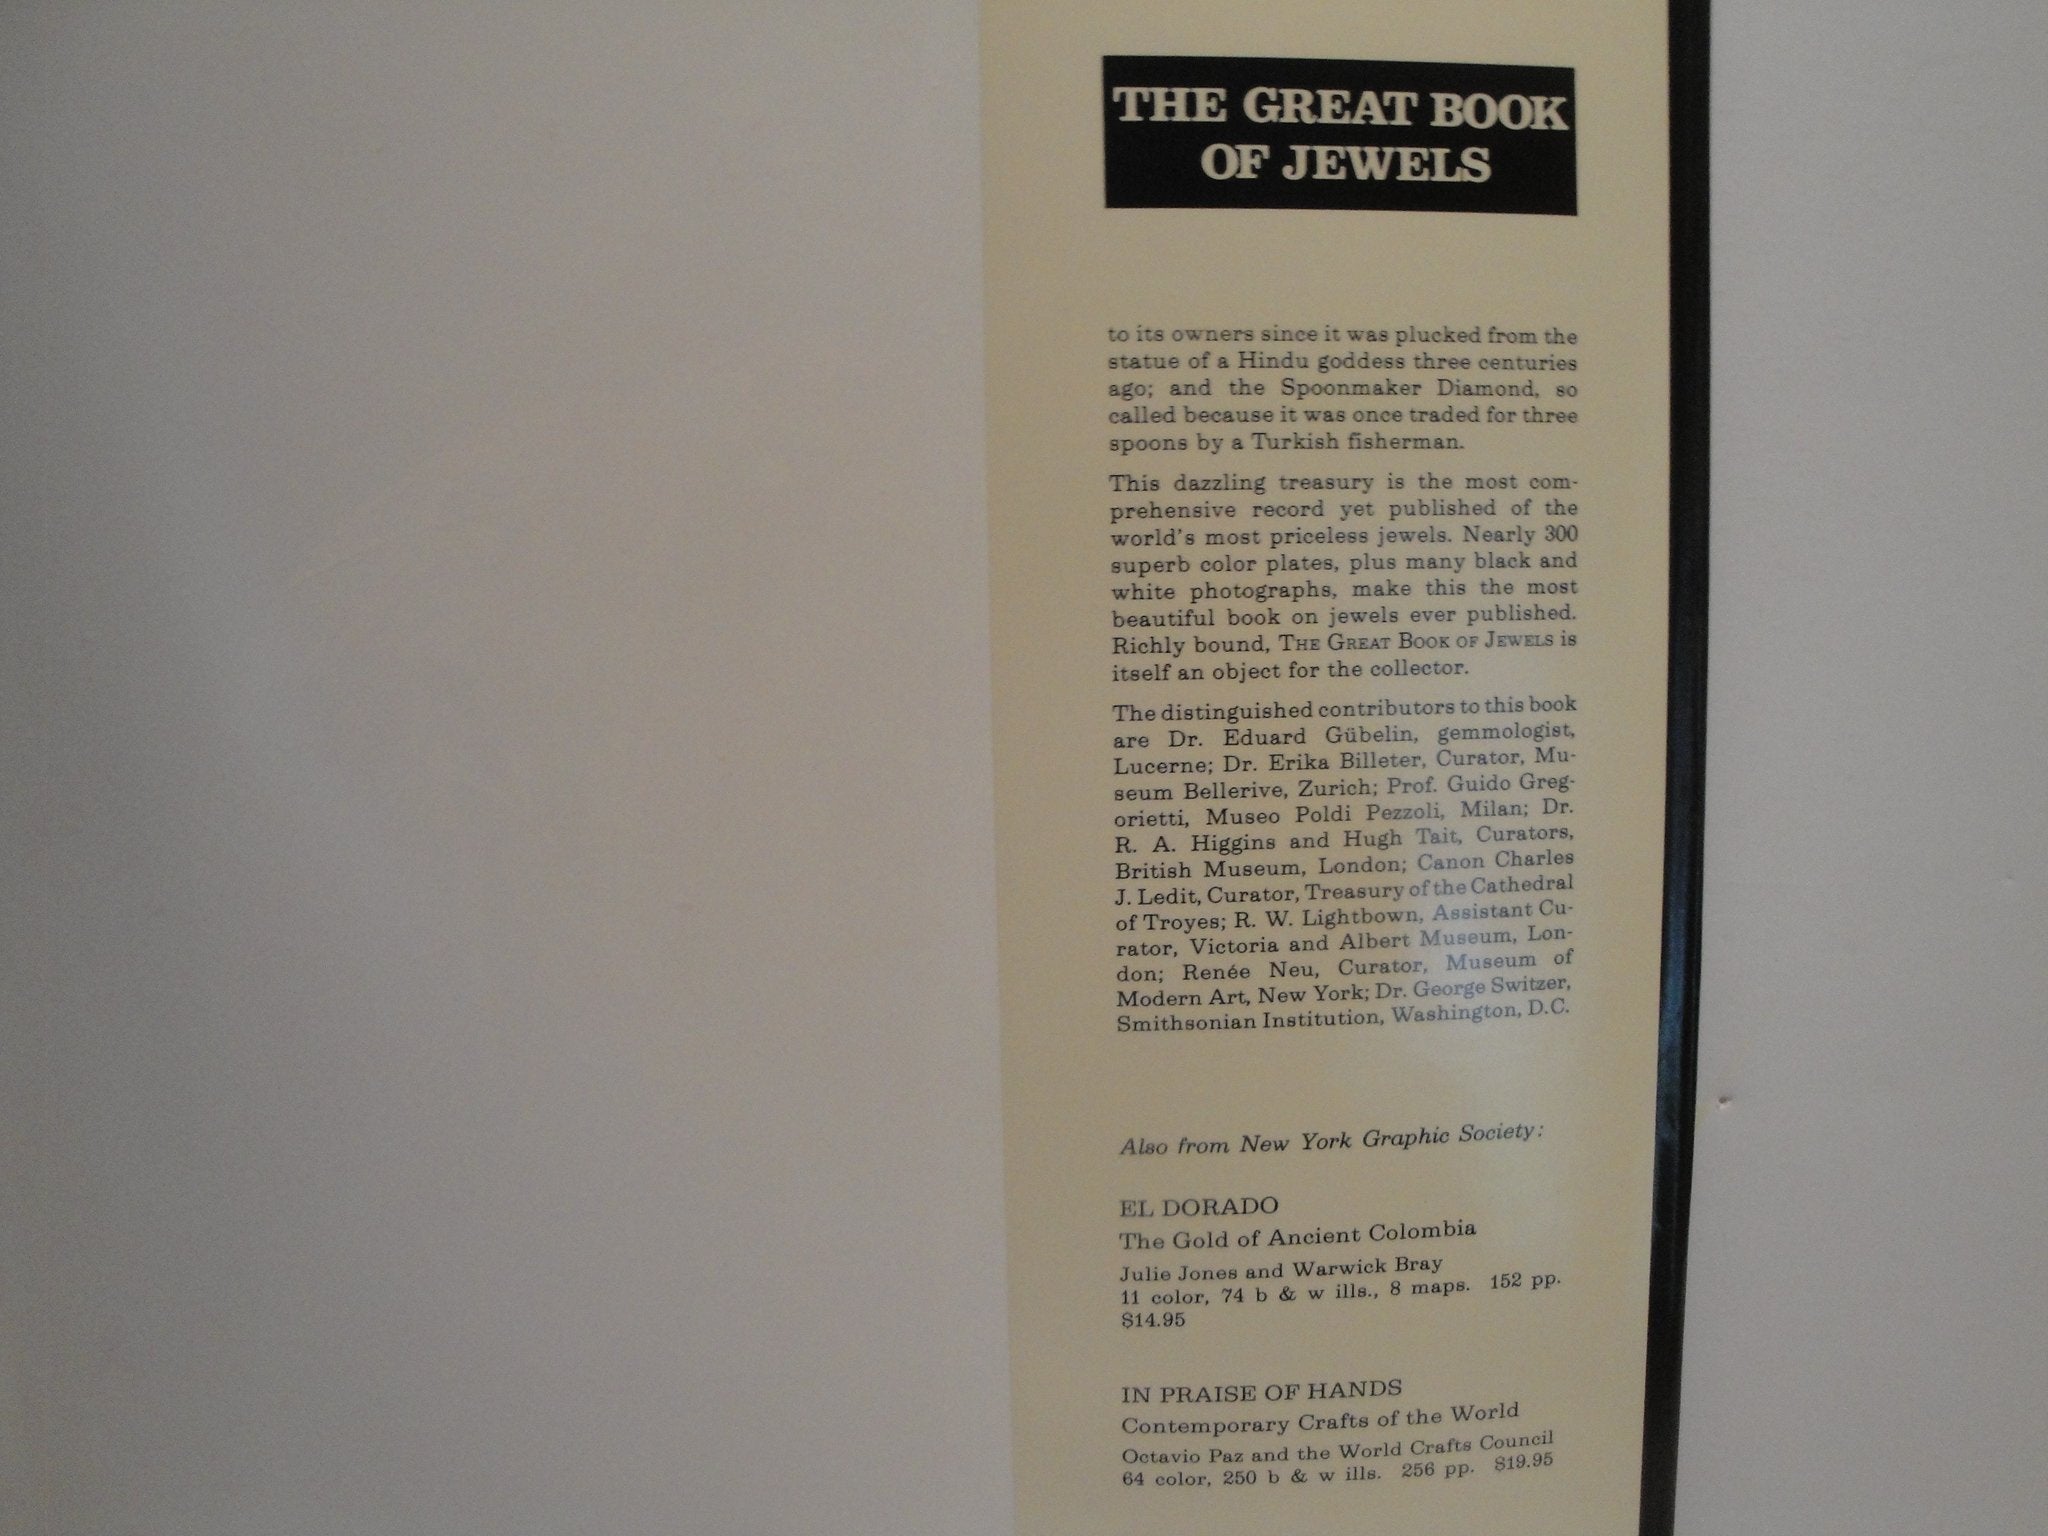 THE GREAT BOOK
OF JEWELS
to its owners since it was plucked from the
statue of a Hindu goddess three centuries
ago; and the Spoonmaker Diamond, so
called because it was once traded for three
spoons by a Turkish fisherman.
This dazzling treasury is the most com-
prehensive record yet published of the
world's most priceless jewels. Nearly 300
superb color plates, plus many black and
white photographs, make this the most
beautiful book on jewels ever published.
Richly bound, THE GREAT BOOK OF JEWELS is
itself an object for the collector.
The distinguished contributors to this book
are Dr. Eduard Gübelin, gemmologist,
Lucerne; Dr. Erika Billeter, Curator, Mu-
seum Bellerive, Zurich; Prof. Guido Greg-
orietti, Museo Poldi Pezzoli, Milan; Dr.
R. A. Higgins and Hugh Tait, Curators,
British Museum, London; Canon Charles
J. Ledit, Curator, Treasury of the Cathedral
of Troyes; R. W. Lightbown, Assistant Cu-
rator, Victoria and Albert Museum, Lon-
don; Renée Neu, Curator, Museum of
Modern Art, New York; Dr. George Switzer,
Smithsonian Institution, Washington, D.C.
Also from New York Graphic Society:
EL DORADO
The Gold of Ancient Colombia
Julie Jones and Warwick Bray
11 color, 74 b & w ills., 8 maps. 152 pp.
$14.95
IN PRAISE OF HANDS
Contemporary Crafts of the World
Octavio Paz and the World Crafts Council
64 color, 250 b & w ills. 256 pp. $19.95